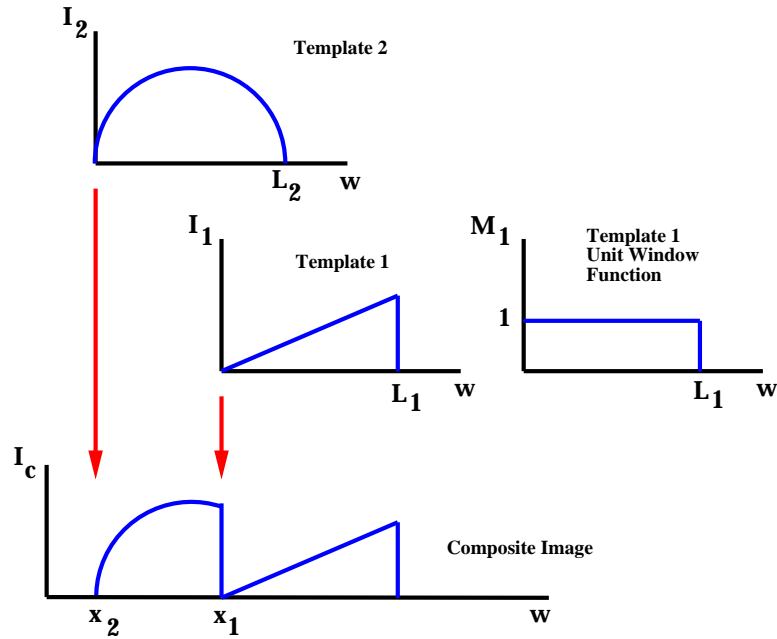 I2
Template 2
L2 w
I1
Template 1
L1 w
M1
Template 1
Unit Window
Function
1
L1 w
Ic
Composite Image
x2 x1 w